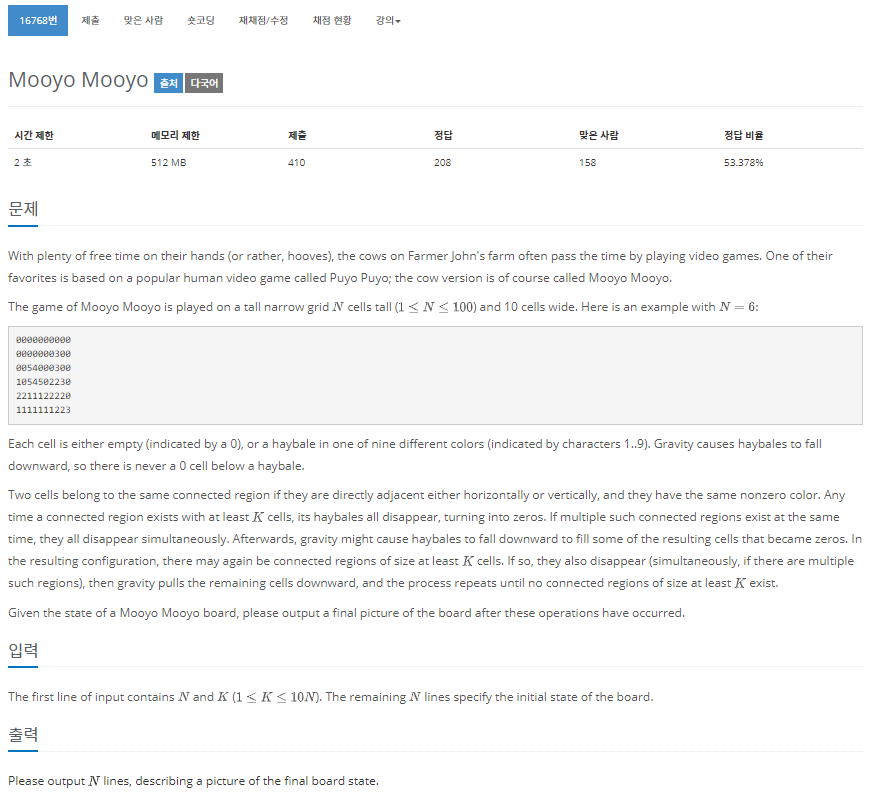 16768번 제출 맞은 사람 숏코딩 재채점/수정 채점 현황 강의
Mooyo Mooyo 출처 다국어
시간 제한 메모리 제한 제출 정답 맞은 사람 정답 비율
2 초 512 MB 410 208 158 53.378%
문제
With plenty of free time on their hands (or rather, hooves), the cows on Farmer John's farm often pass the time by playing video games. One of their
favorites is based on a popular human video game called Puyo Puyo; the cow version is of course called Mooyo Mooyo.
The game of Mooyo Mooyo is played on a tall narrow grid N cells tall (1 ≤ N ≤ 100) and 10 cells wide. Here is an example with N = 6:
0000000000
0000000300
0054000300
1054502230
2211122220
1111111223
Each cell is either empty (indicated by a 0), or a haybale in one of nine different colors (indicated by characters 1..9). Gravity causes haybales to fall
downward, so there is never a 0 cell below a haybale.
Two cells belong to the same connected region if they are directly adjacent either horizontally or vertically, and they have the same nonzero color. Any
time a connected region exists with at least K cells, its haybales all disappear, turning into zeros. If multiple such connected regions exist at the same
time, they all disappear simultaneously. Afterwards, gravity might cause haybales to fall downward to fill some of the resulting cells that became zeros. In
the resulting configuration, there may again be connected regions of size at least K cells. If so, they also disappear (simultaneously, if there are multiple
such regions), then gravity pulls the remaining cells downward, and the process repeats until no connected regions of size at least K exist.
Given the state of a Mooyo Mooyo board, please output a final picture of the board after these operations have occurred.
입력
The first line of input contains N and K (1 ≤ K ≤ 10N). The remaining N lines specify the initial state of the board.
출력
Please output N lines, describing a picture of the final board state.